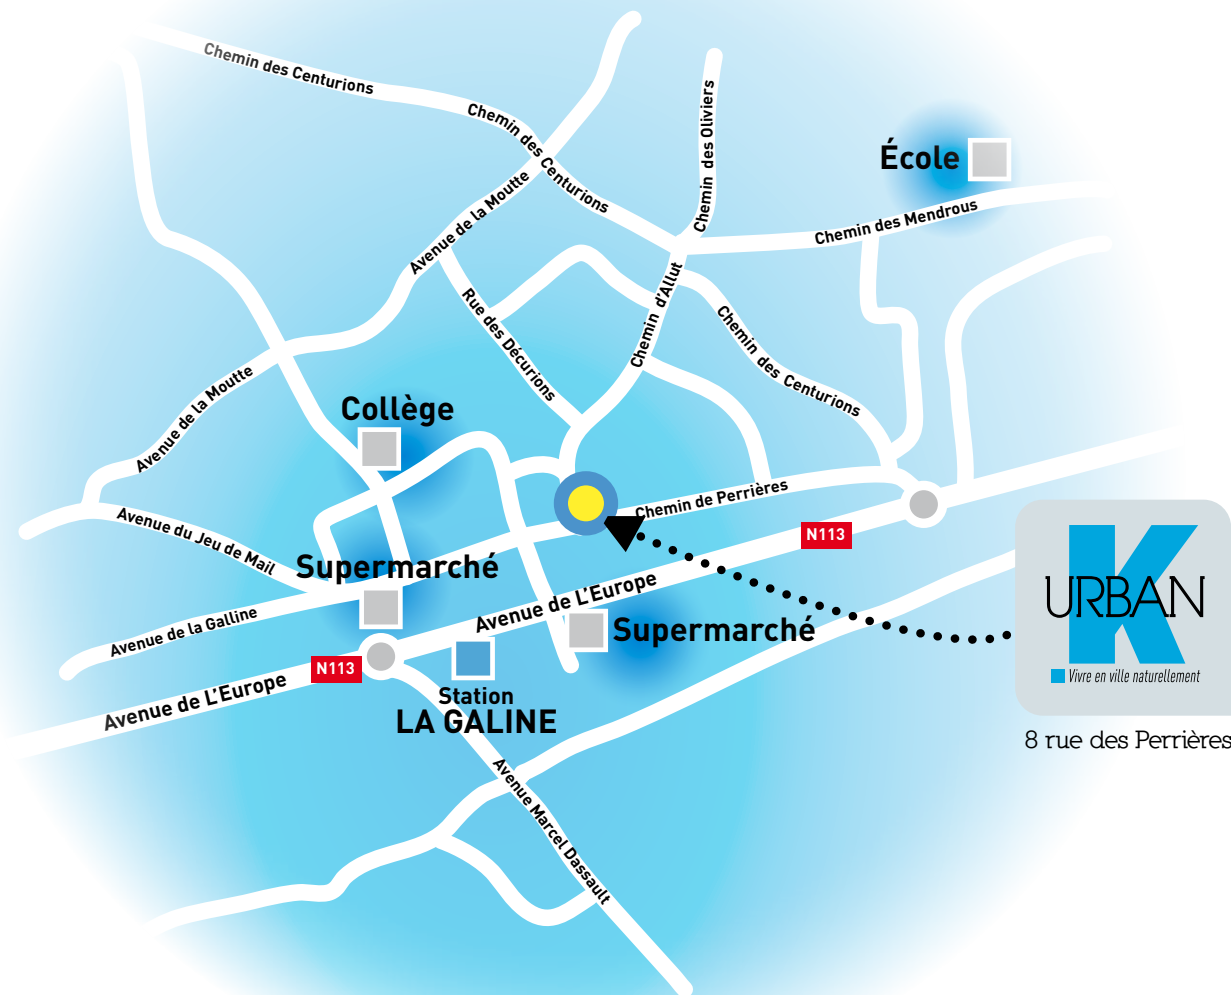 Chemin des Centurions
Chemin des Centurions
Chemin des Oliviers
École
Avenue de la Moutte
Chemin des Mendrous
Rue des Décurions
Chemin d'Allut
Chemin des Centurions
Avenue de la Moutte
Collège
Avenue du Jeu de Mail
Chemin de Perrières
N113
Supermarché
Avenue de L'Europe
Avenue de la Galline
Supermarché
N113
Avenue de L'Europe
Station
LA GALINE
Avenue Marcel Dassault
K
URBAN
Vivre en ville naturellement
8 rue des Perrières